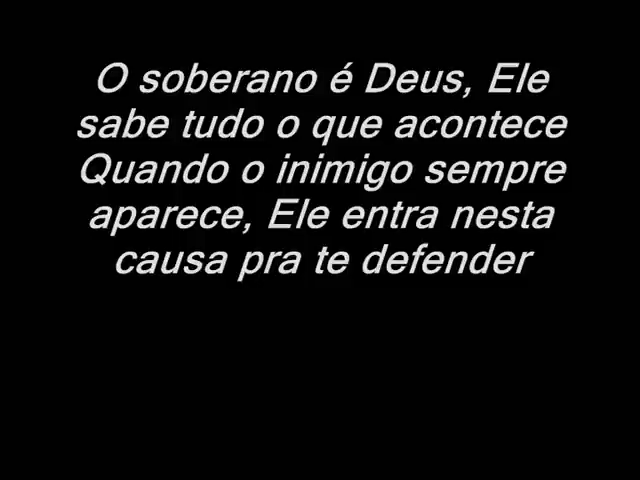 O soberano é Deus, Ele
sabe tudo o que acontece
Quando o inimigo sempre
aparece, Ele entra nesta
causa pra te defender